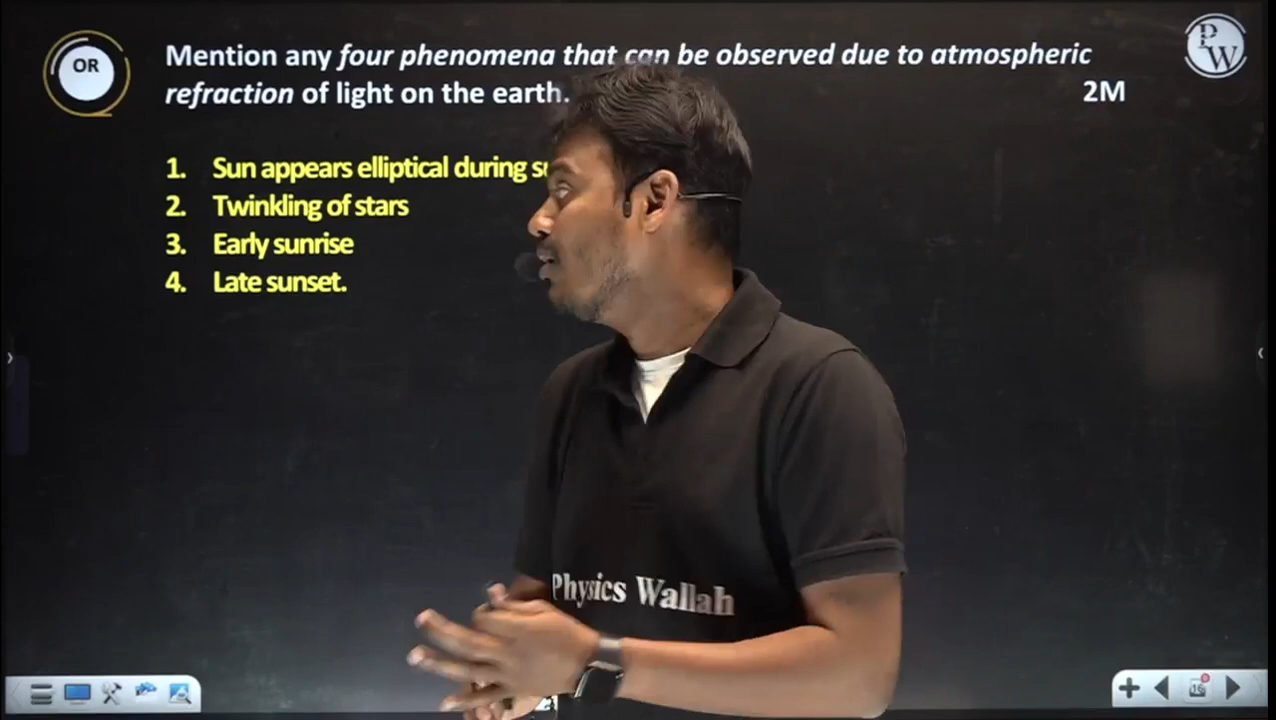 OR
Mention any four phenomena that can be observed due to atmospheric
refraction of light on the earth.
2M
P
W
1. Sun appears elliptical during
2. Twinkling of stars
3. Early sunrise
4. Late sunset.
Physics Wallah
16